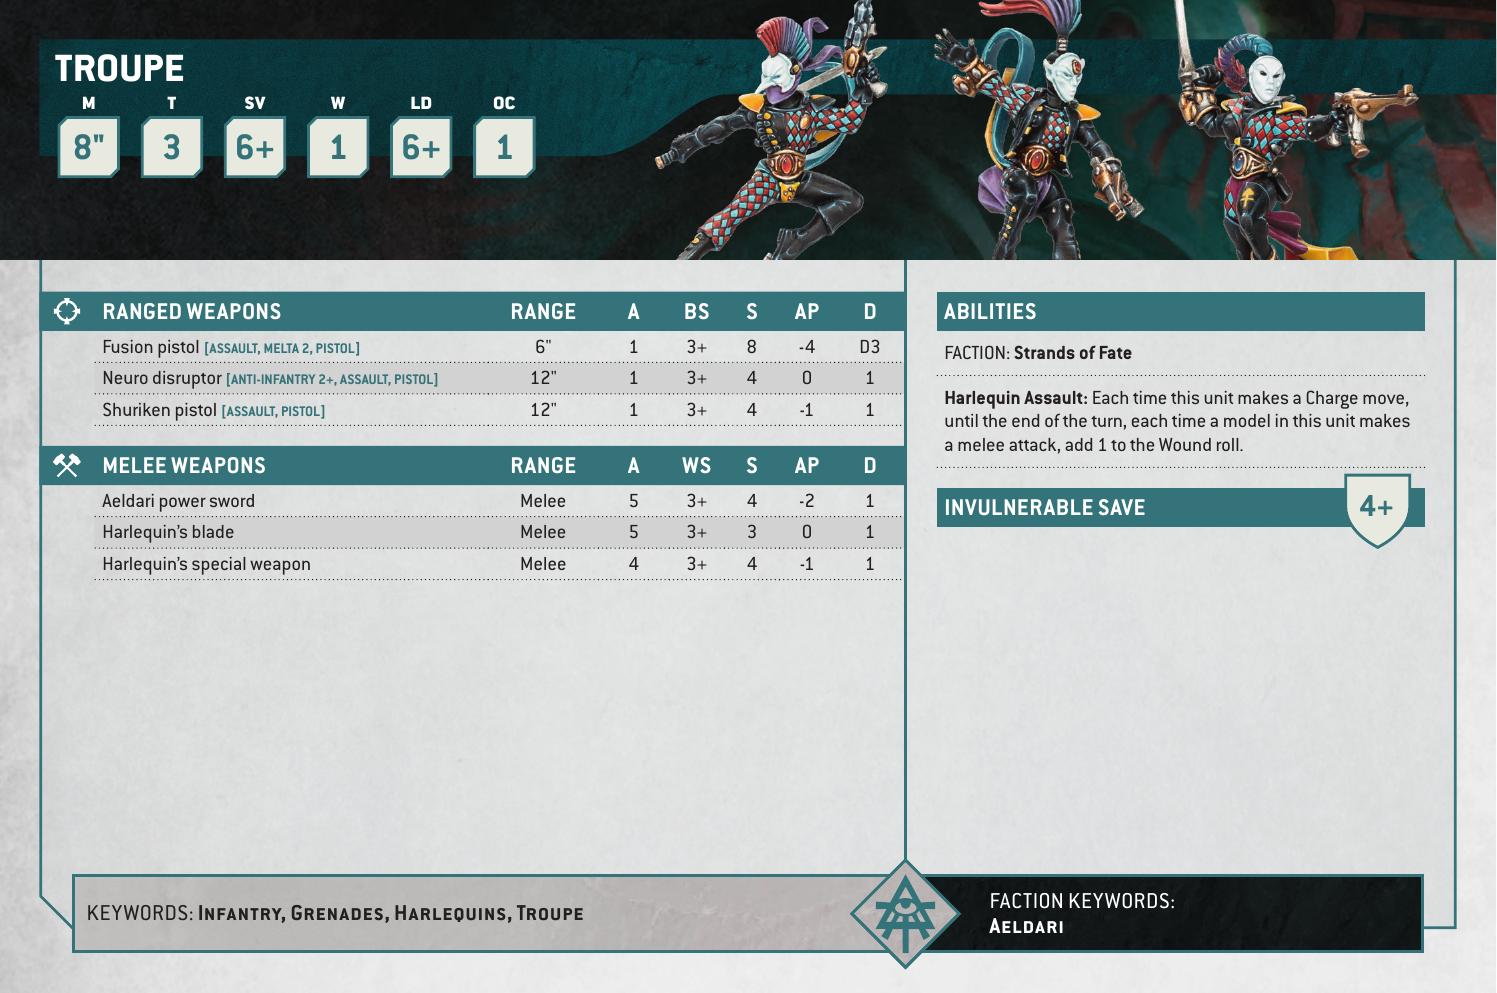 TROUPE
M T SV W LD OC
8" 3 6+ 1 6+ 1
RANGED WEAPONS RANGE A BS S AP D
Fusion pistol [ASSAULT, MELTA 2, PISTOL] 6" 1 3+ 8 -4 D3
Neuro disruptor [ANTI-INFANTRY 2+, ASSAULT, PISTOL] 12" 1 3+ 4 0 1
Shuriken pistol [ASSAULT, PISTOL] 12" 1 3+ 4 -1 1
MELEE WEAPONS RANGE A WS S AP D
Aeldari power sword Melee 5 3+ 4 -2 1
Harlequin’s blade Melee 5 3+ 3 0 1
Harlequin’s special weapon Melee 4 3+ 4 -1 1
ABILITIES
FACTION: Strands of Fate
Harlequin Assault: Each time this unit makes a Charge move,
until the end of the turn, each time a model in this unit makes
a melee attack, add 1 to the Wound roll.
INVULNERABLE SAVE 4+
KEYWORDS: INFANTRY, GRENADES, HARLEQUINS, TROUPE
FACTION KEYWORDS:
AELDARI